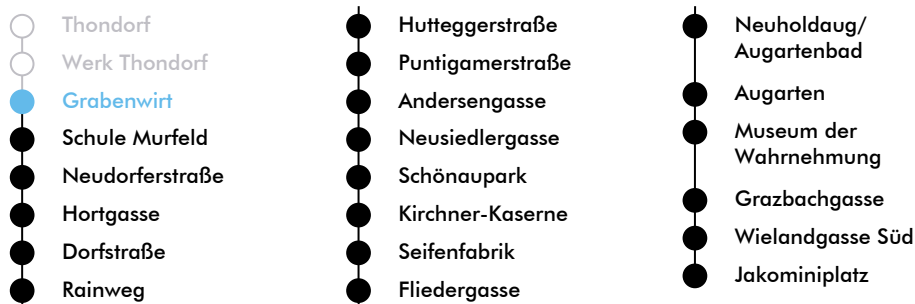 Thondorf
Werk Thondorf
Grabenwirt
Schule Murfeld
Neudorferstraße
Hortgasse
Dorfstraße
Rainweg
Hutteggerstraße
Puntigamerstraße
Andersengasse
Neusiedlergasse
Schönaupark
Kirchner-Kaserne
Seifenfabrik
Fliedergasse
Neuholdaug/
Augartenbad
Augarten
Museum der
Wahrnehmung
Grazbachgasse
Wielandgasse Süd
Jakominiplatz